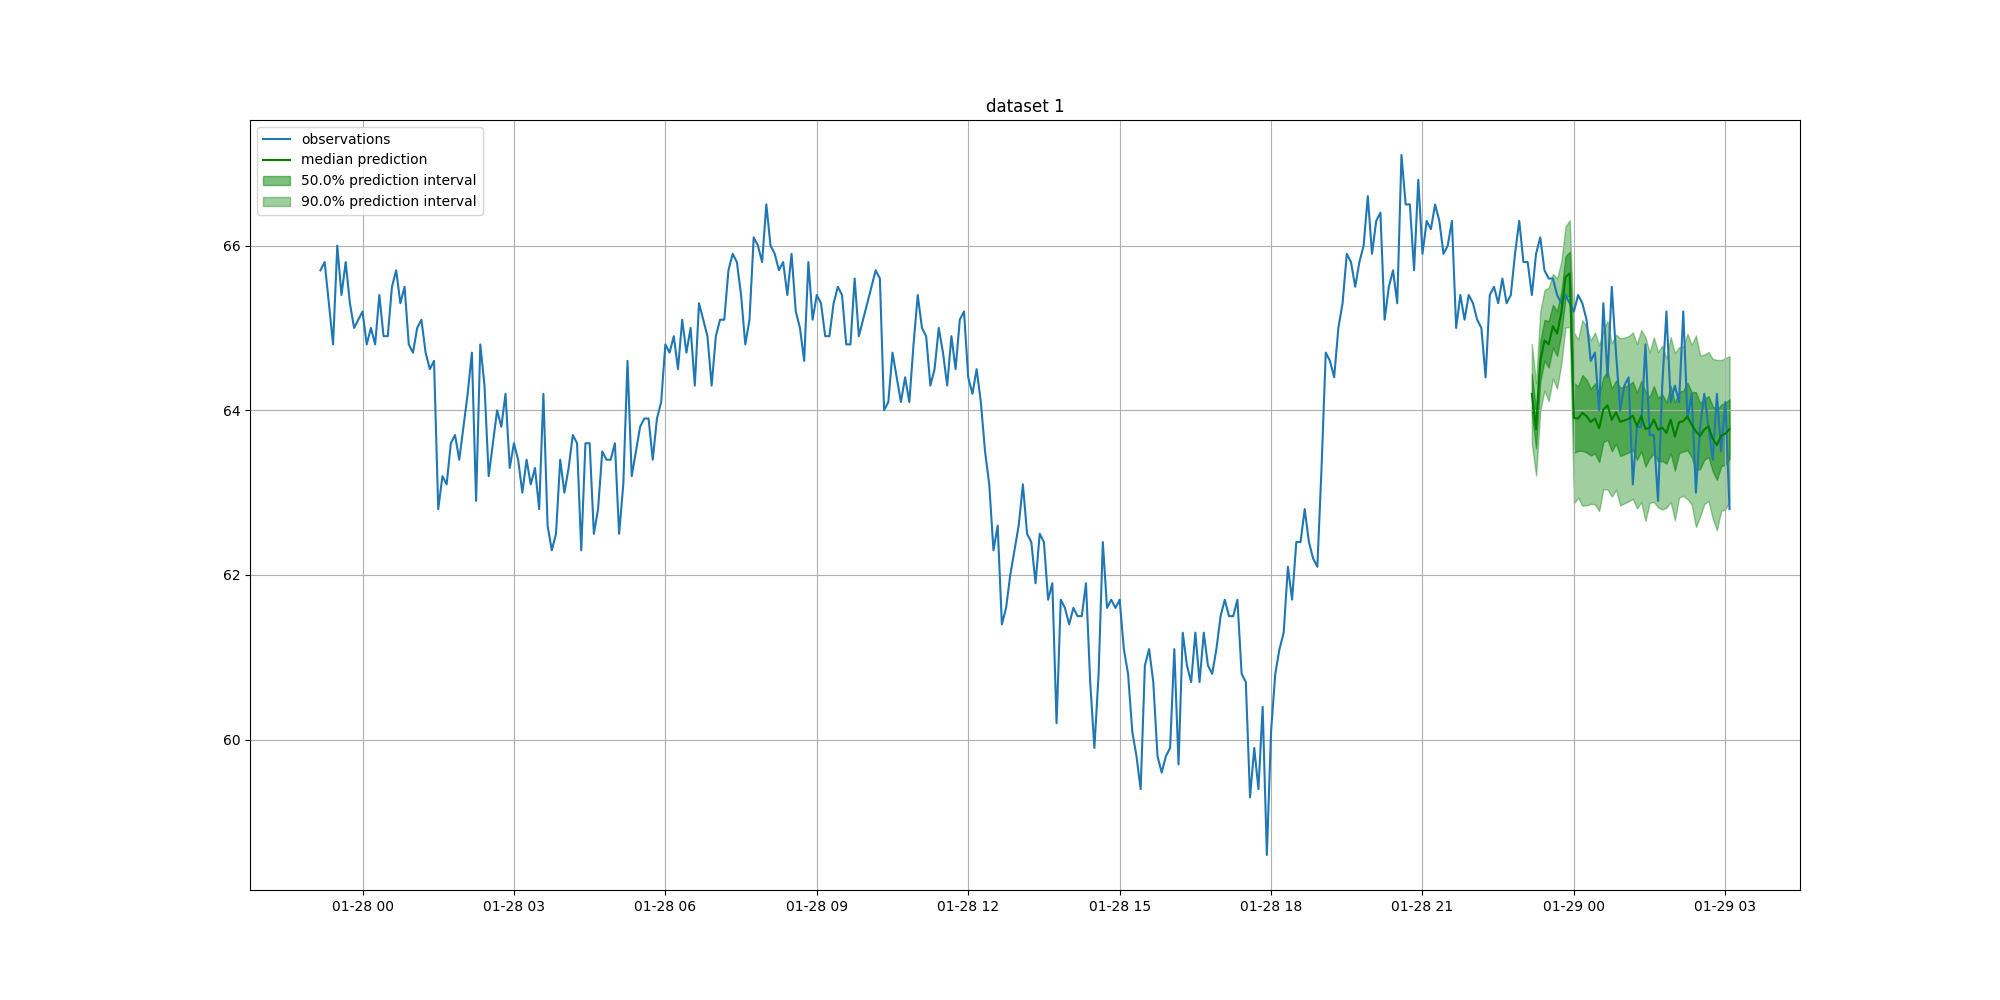 dataset 1
observations
median prediction
50.0% prediction interval
90.0% prediction interval
66
64
62
60
01-28 00
01-28 03
01-28 06
01-28 09
01-28 12
01-28 15
01-28 18
01-28 21
01-29 00
01-29 03